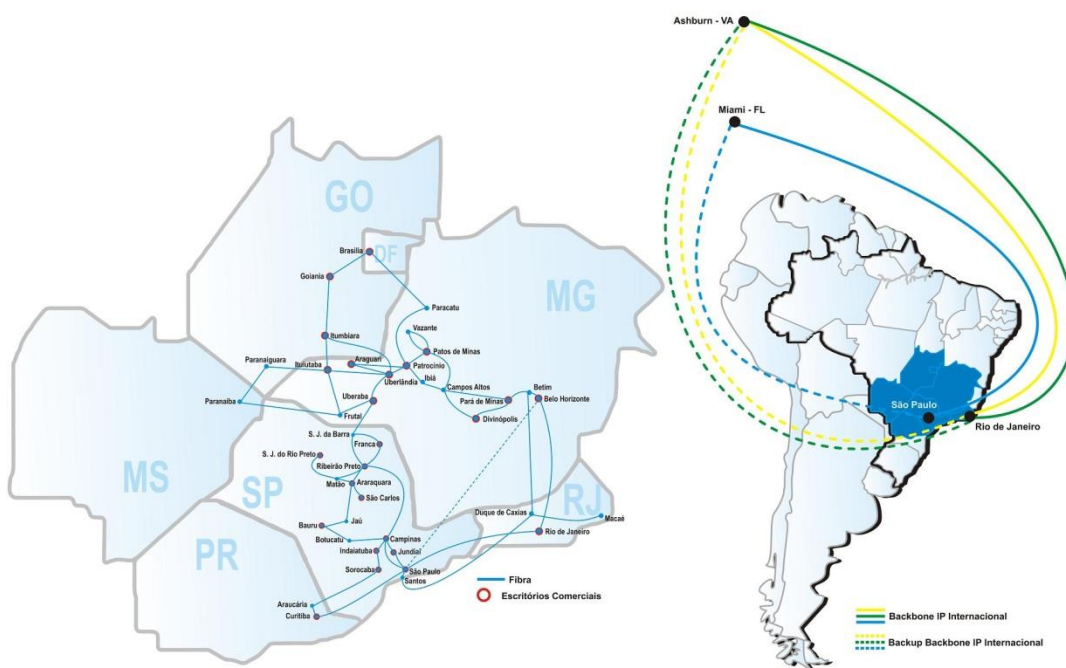 GO
DF
MG
MS
SP
PR
RJ
Brasília
Goiania
Paracatu
Vazante
Itumbiara
Patos de Minas
Araguari
Patrocínio
Paranaiguara
Ituiutaba
Uberlândia
Ibiá
Campos Altos
Betim
Pará de Minas
Belo Horizonte
Paranaíba
Uberaba
Frutal
Divinópolis
S. J. da Barra
Franca
S. J. do Rio Preto
Ribeirão Preto
Matão
Araraquara
São Carlos
Jaú
Bauru
Botucatu
Campinas
Indaiatuba
Jundiaí
Sorocaba
São Paulo
Santos
Duque de Caxias
Macaé
Rio de Janeiro
Araucária
Curitiba
Fibra
Escritórios Comerciais
Ashburn - VA
Miami - FL
São Paulo
Rio de Janeiro
Backbone IP Internacional
Backup Backbone IP Internacional